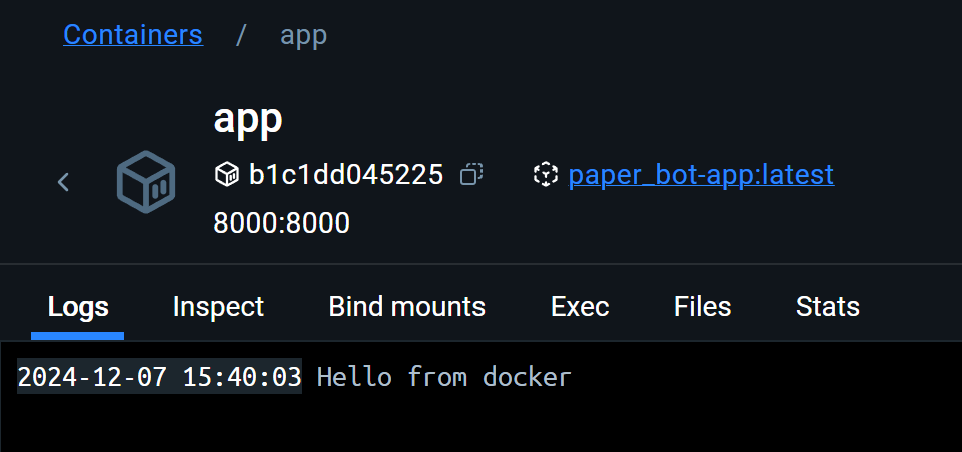 Containers / app
app
b1c1dd045225 paper_bot-app:latest
8000:8000
Logs Inspect Bind mounts Exec Files Stats
2024-12-07 15:40:03 Hello from docker